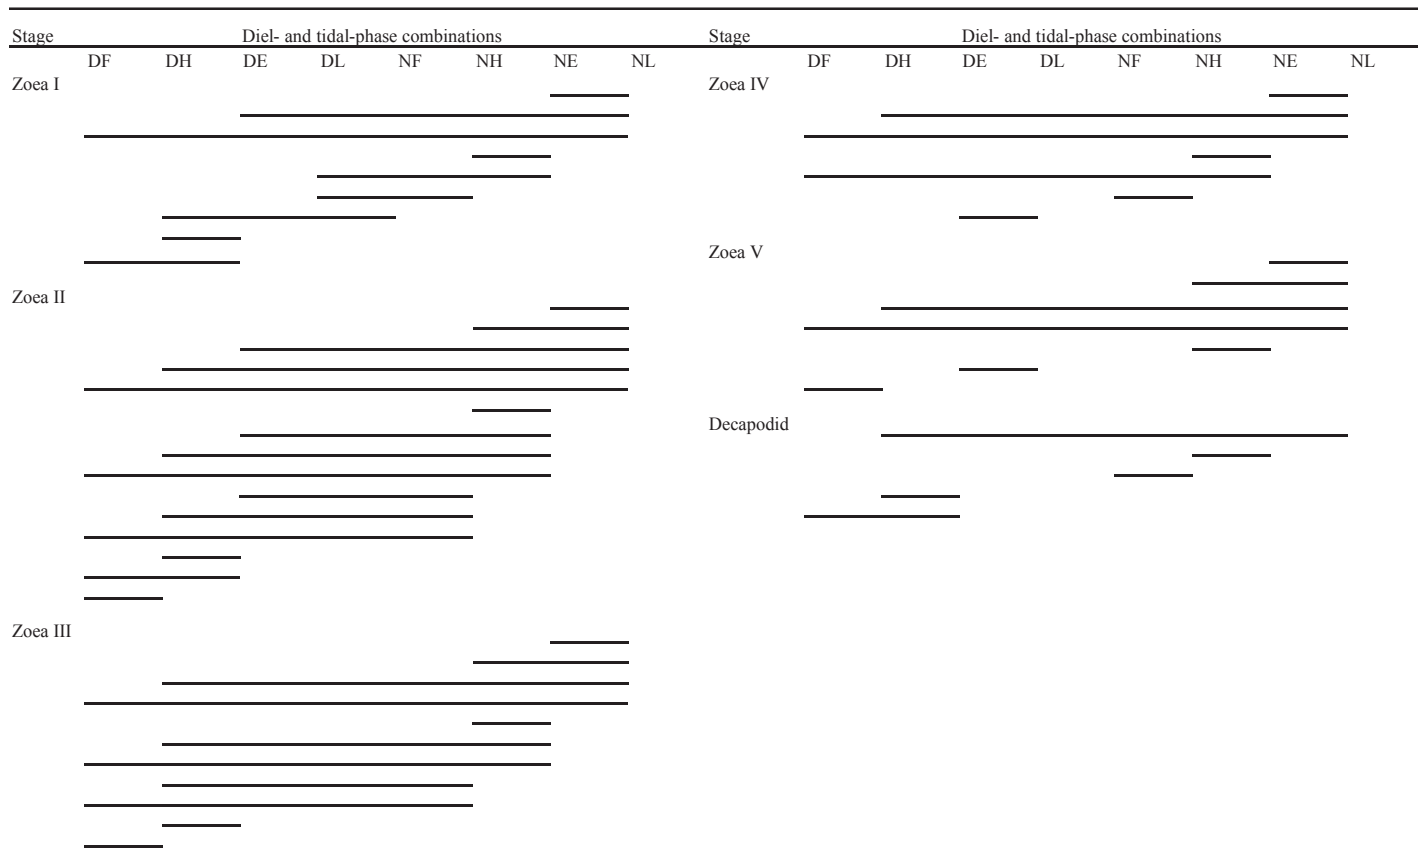 Stage Diel- and tidal-phase combinations Stage Diel- and tidal-phase combinations
DF DH DE DL NF NH NE NL DF DH DE DL NF NH NE NL
Zoea I Zoea IV
Zoea V
Zoea II
Decapodid
Zoea III